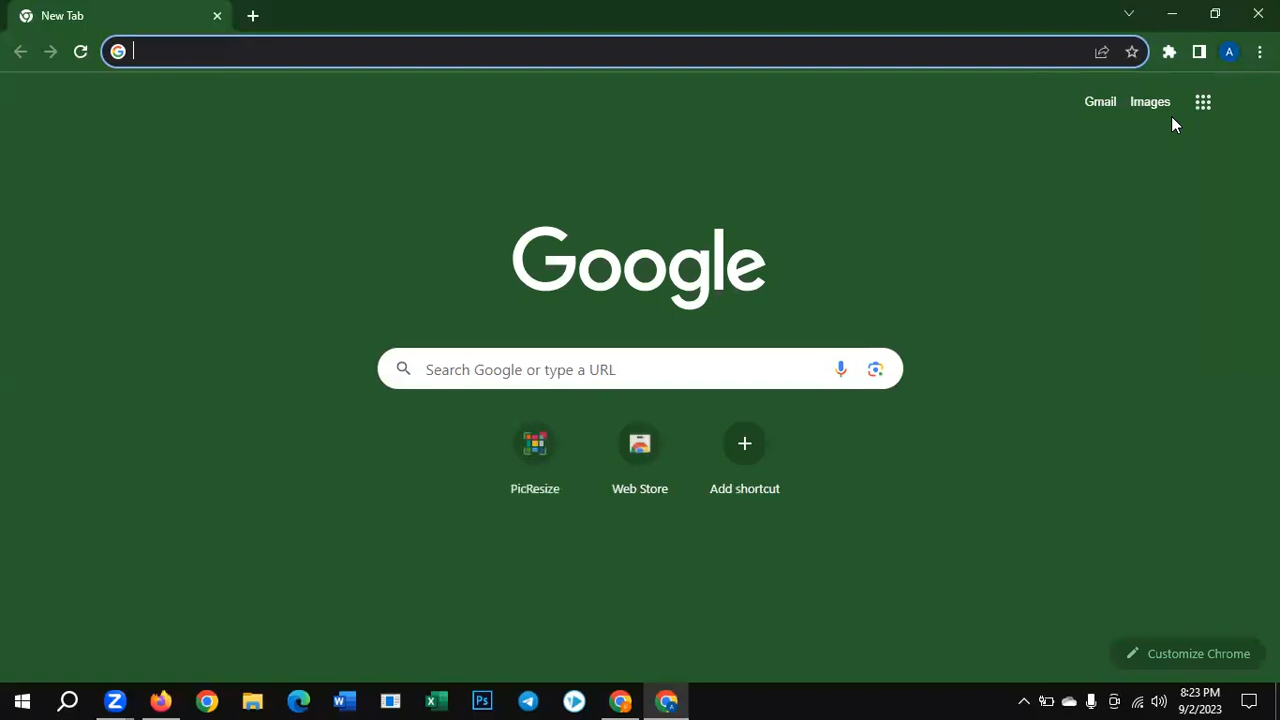 New Tab
Gmail Images
Google
Search Google or type a URL
PicResize Web Store Add shortcut
Customize Chrome
8:23 PM
9/2/2023